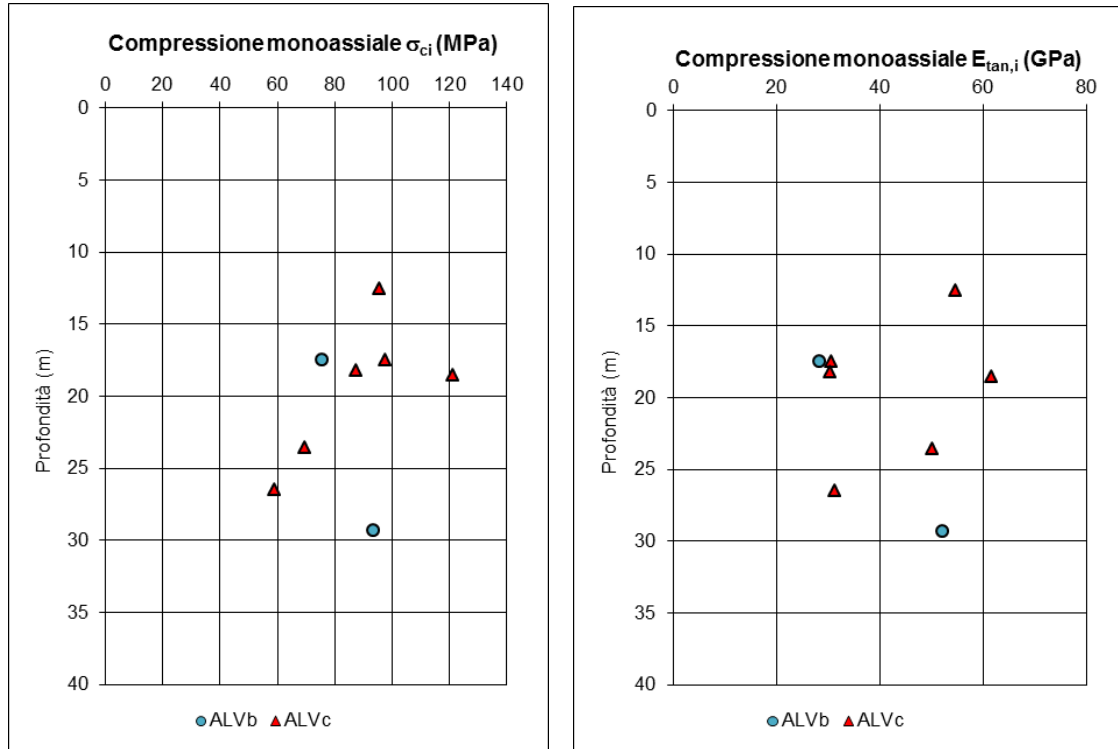 Compressione monoassiale σci (MPa)
0 20 40 60 80 100 120 140
0
5
10
15
20
25
30
35
40
Profondità (m)
ALVb ALVc
Compressione monoassiale Etan,i (GPa)
0 20 40 60 80
0
5
10
15
20
25
30
35
40
Profondità (m)
ALVb ALVc